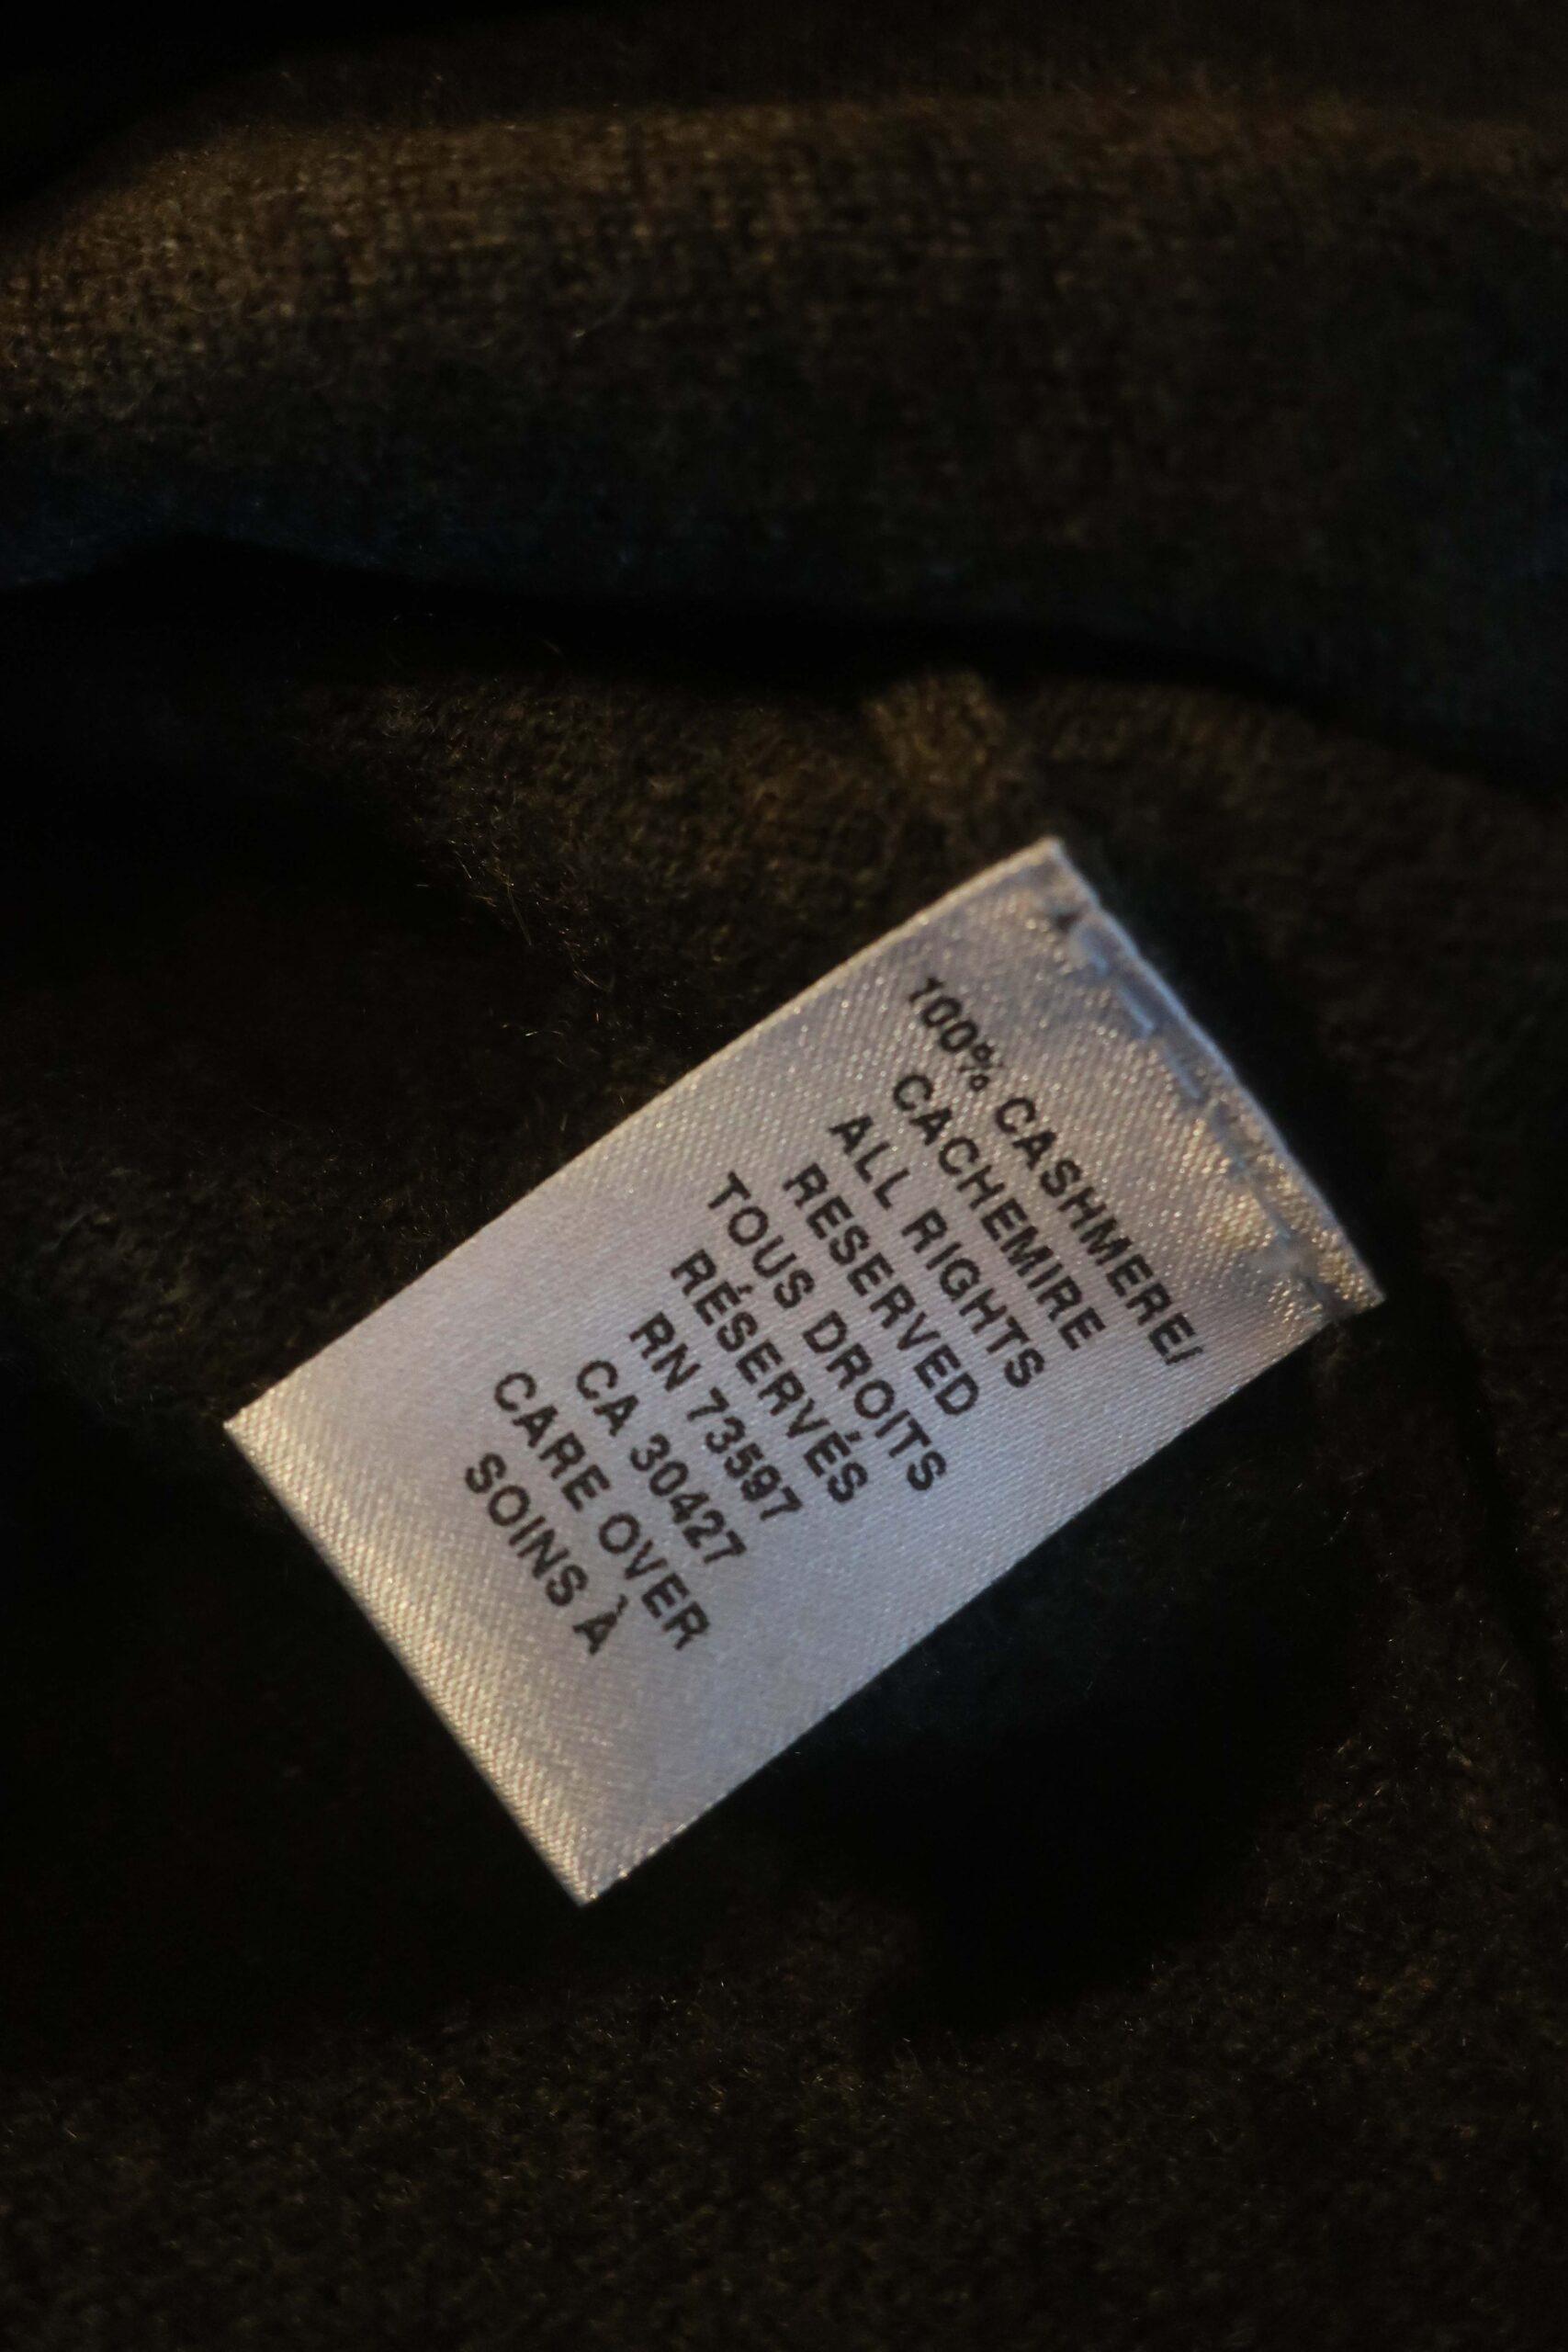 100% CASHMERE/
CACHEMIRE
ALL RIGHTS
RESERVED
TOUS DROITS
RÉSERVÉS
RN 73597
CA 30427
CARE OVER
SOINS À